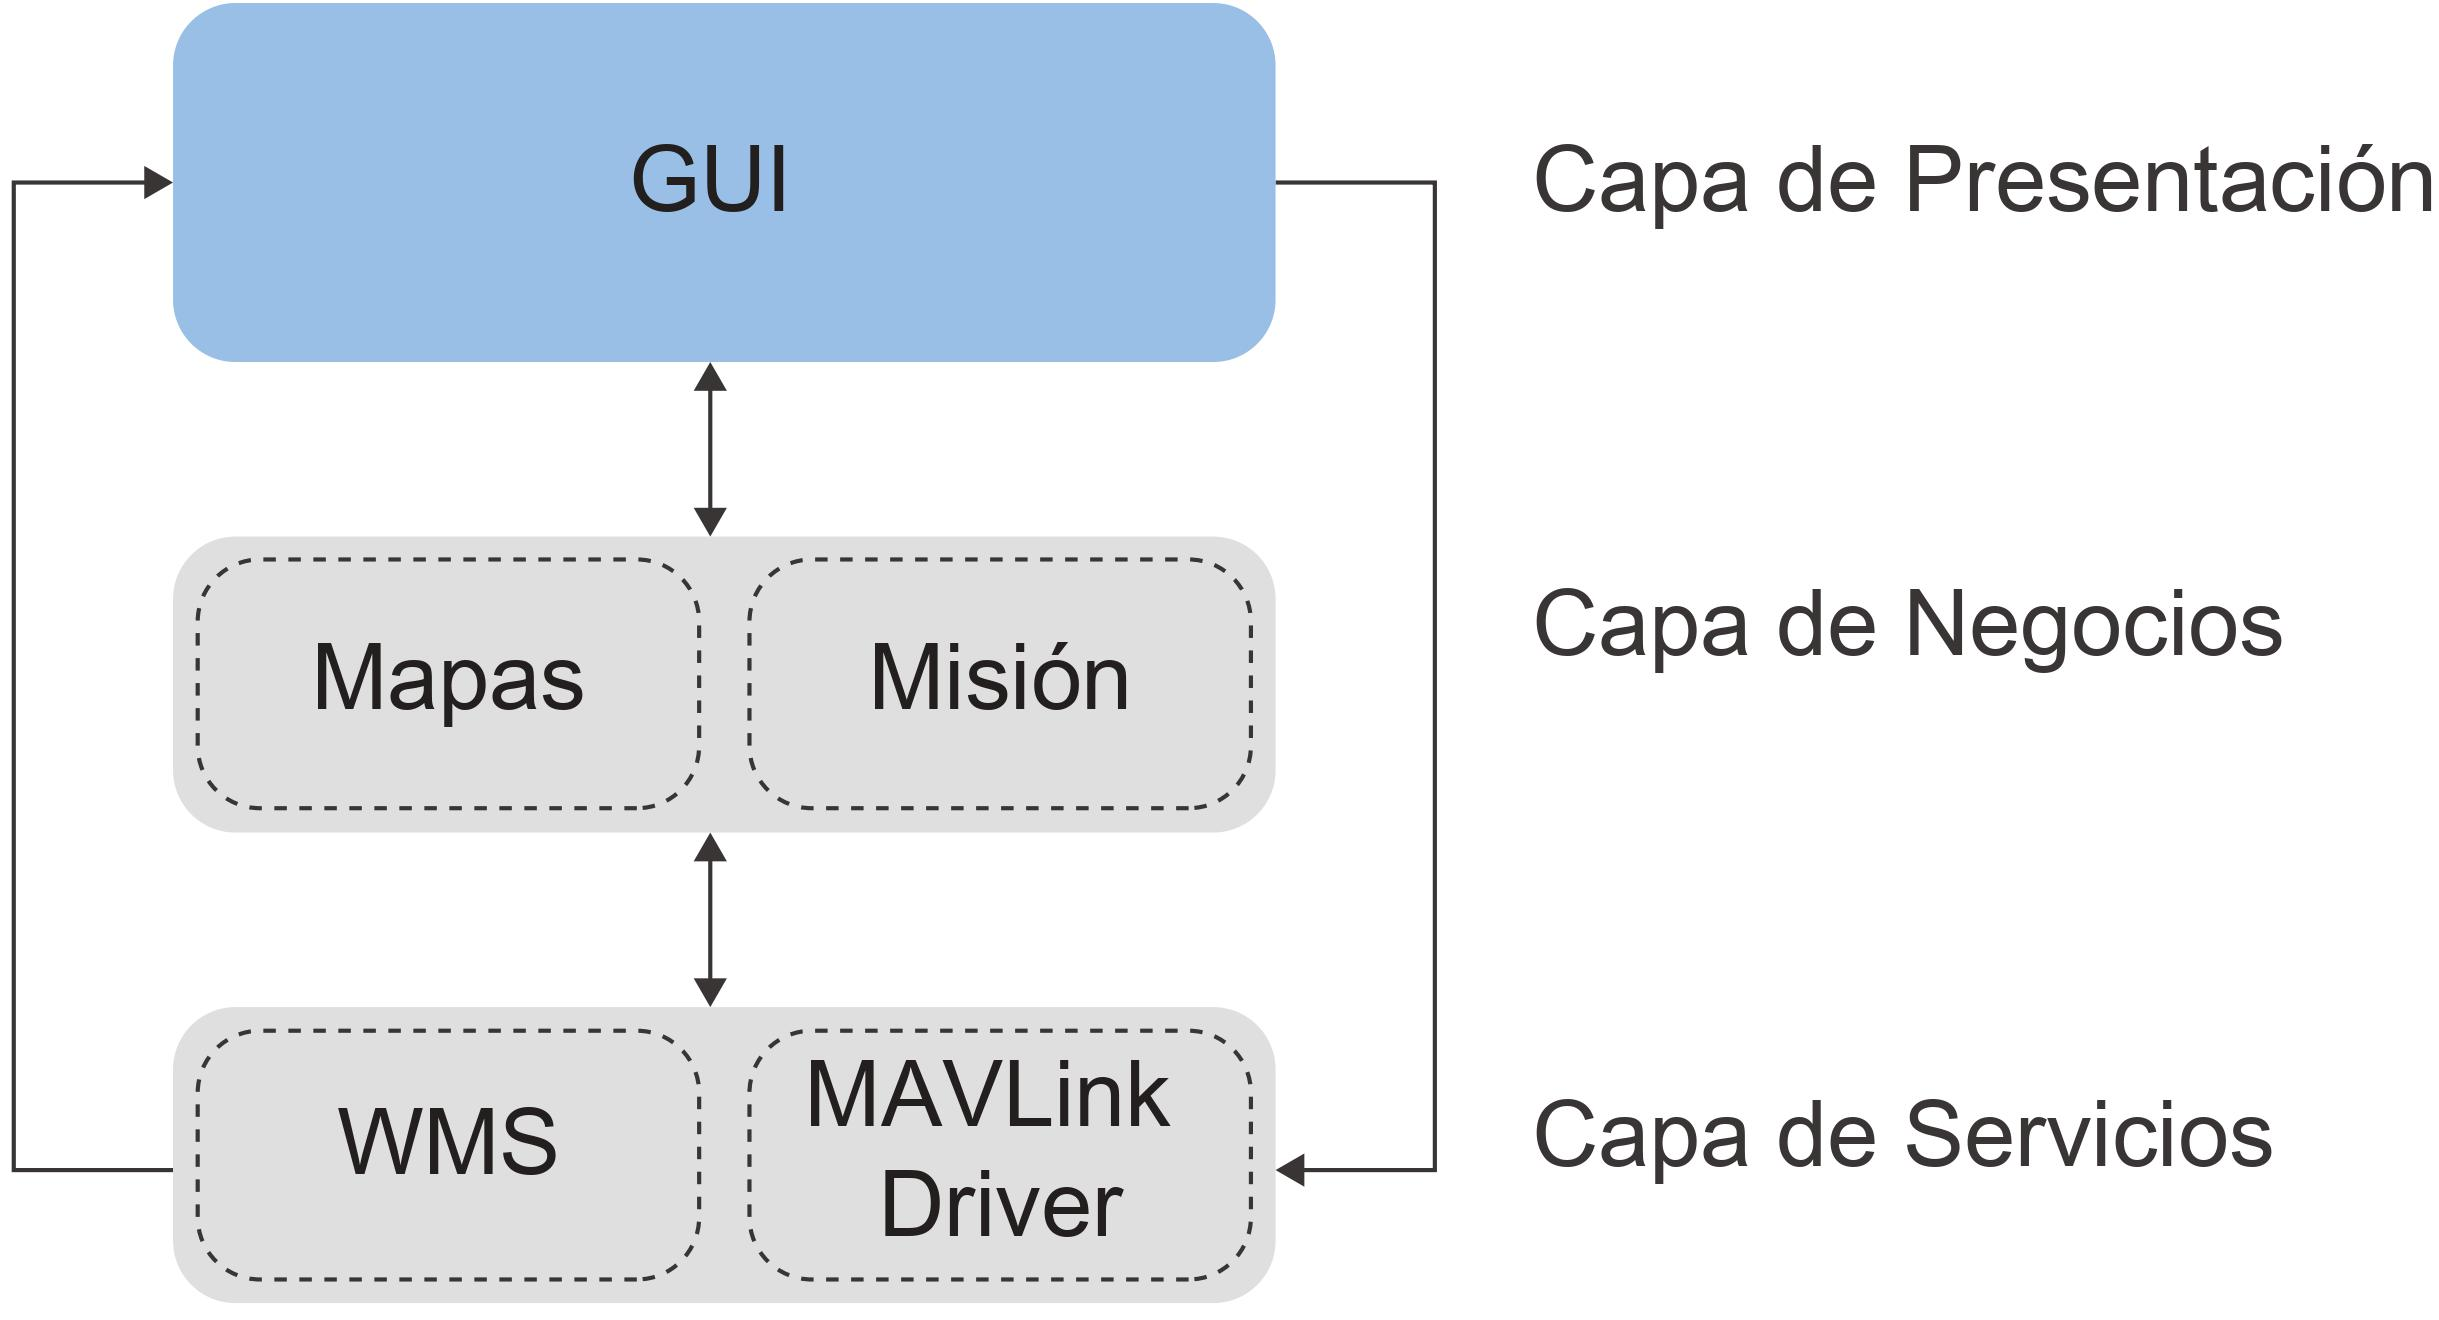 GUI
Capa de Presentación
Mapas
Misión
Capa de Negocios
WMS
MAVLink
Driver
Capa de Servicios